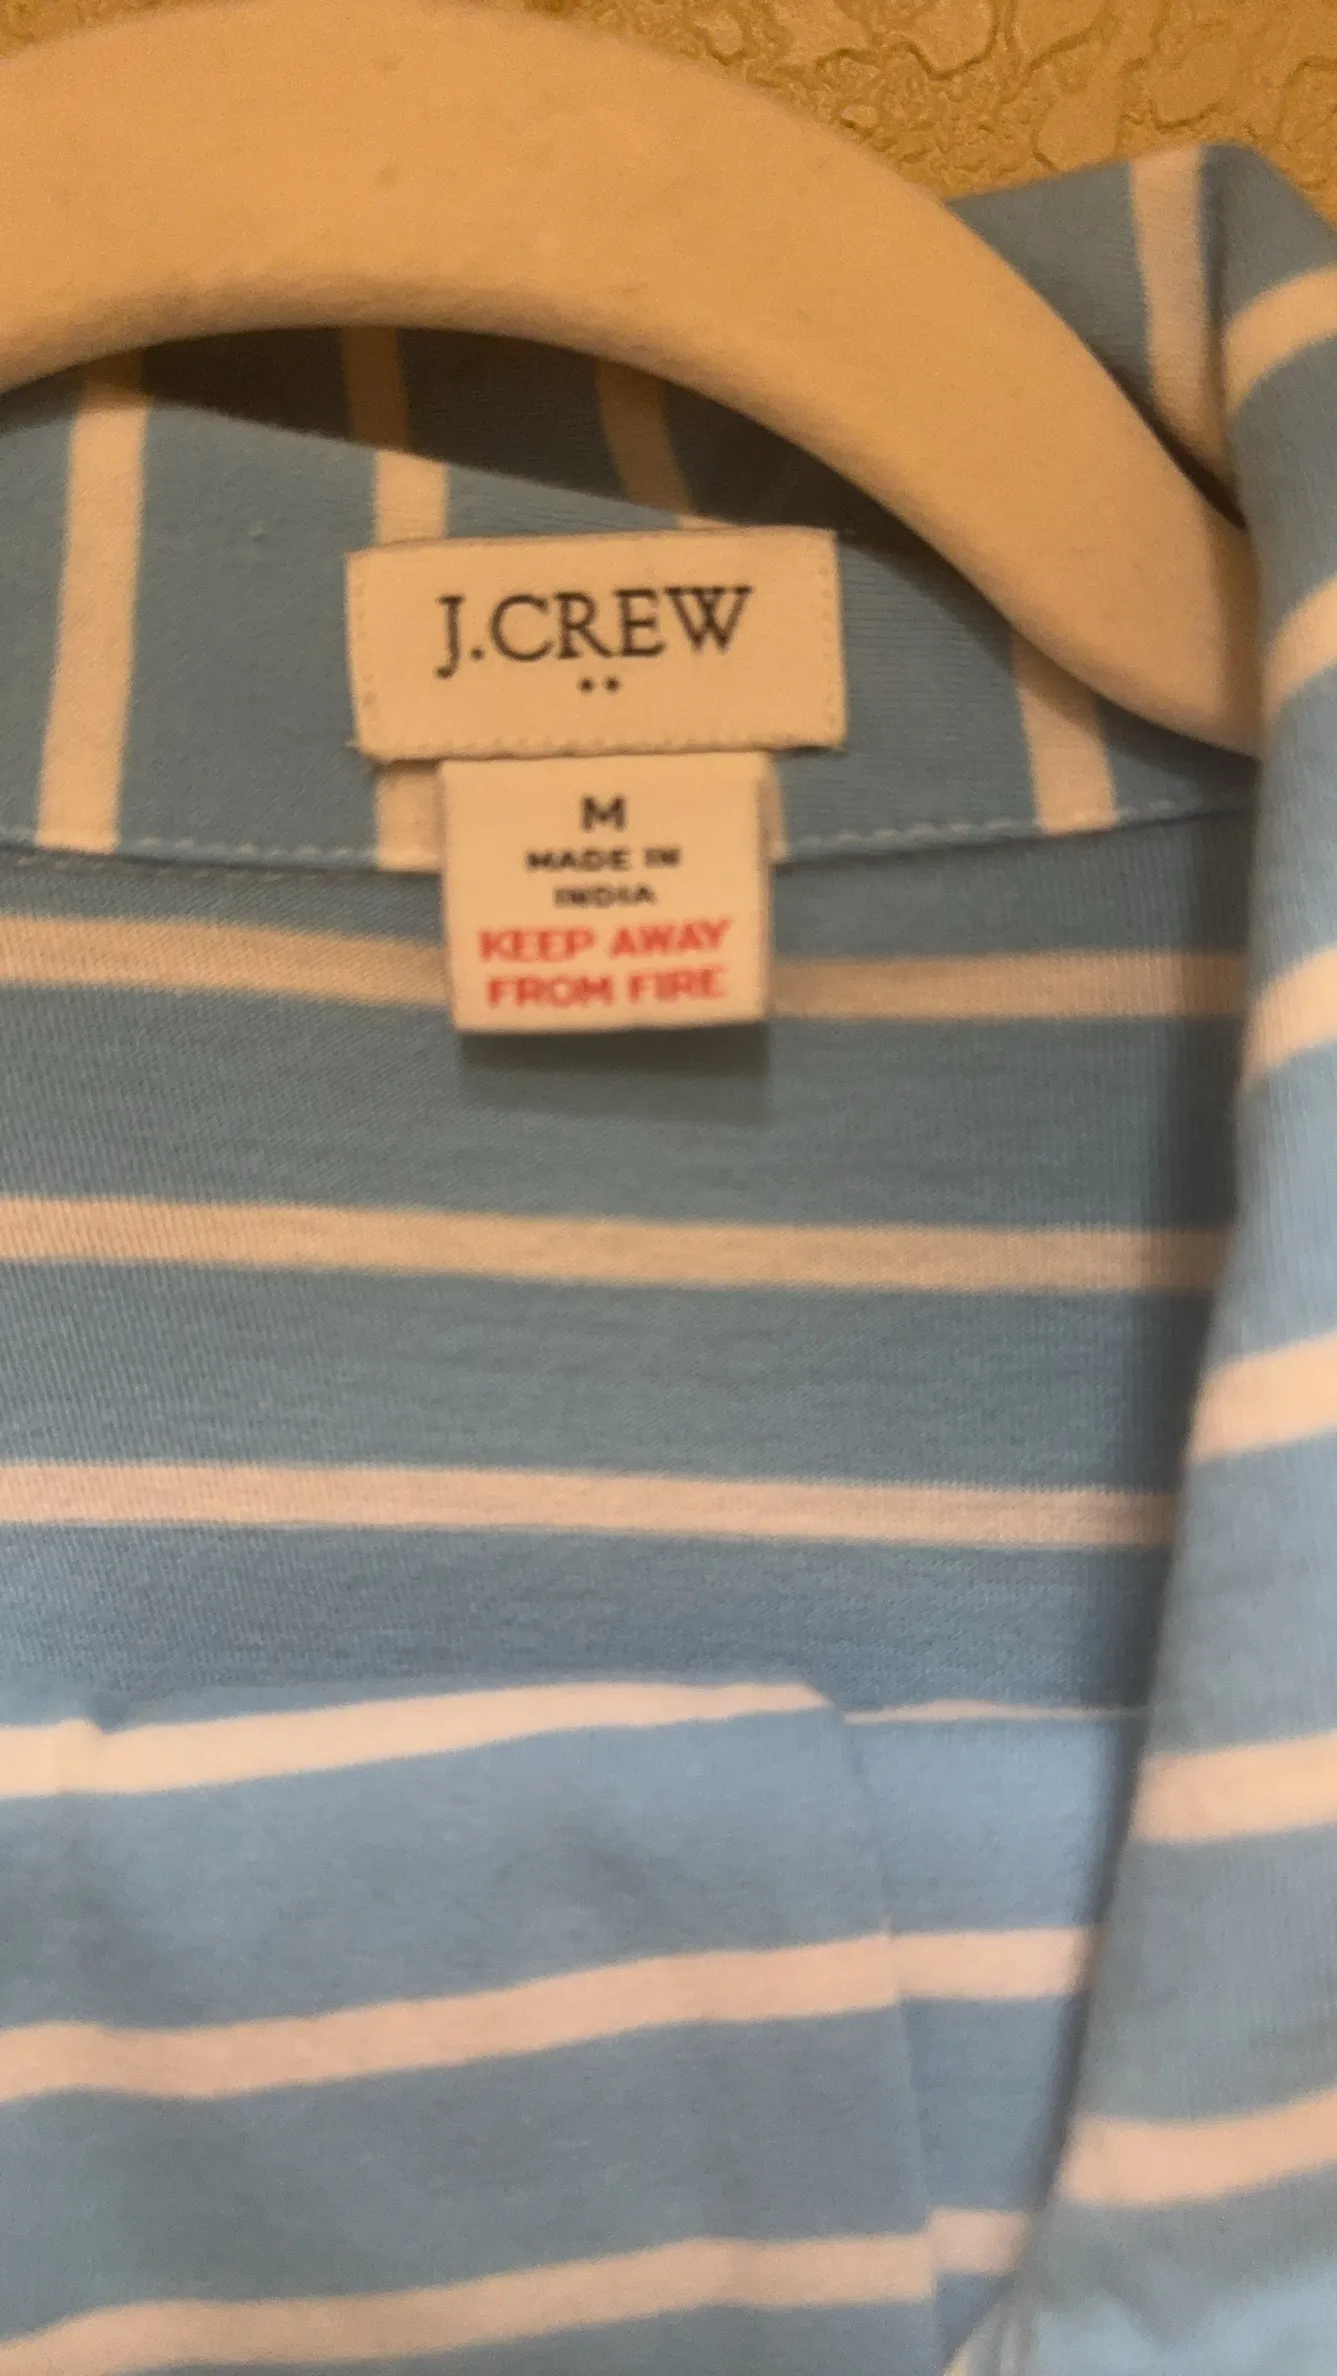 J.CREW
••
M
MADE IN
INDIA
KEEP AWAY
FROM FIRE